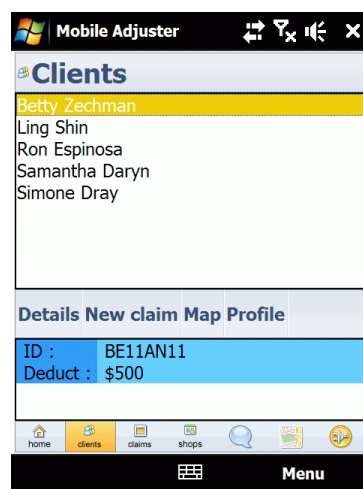 Mobile Adjuster
Clients
Betty Zechman
Ling Shin
Ron Espinosa
Samantha Daryn
Simone Dray
Details New claim Map Profile
ID : BE11AN11
Deduct : $500
home clients claims shops
Menu